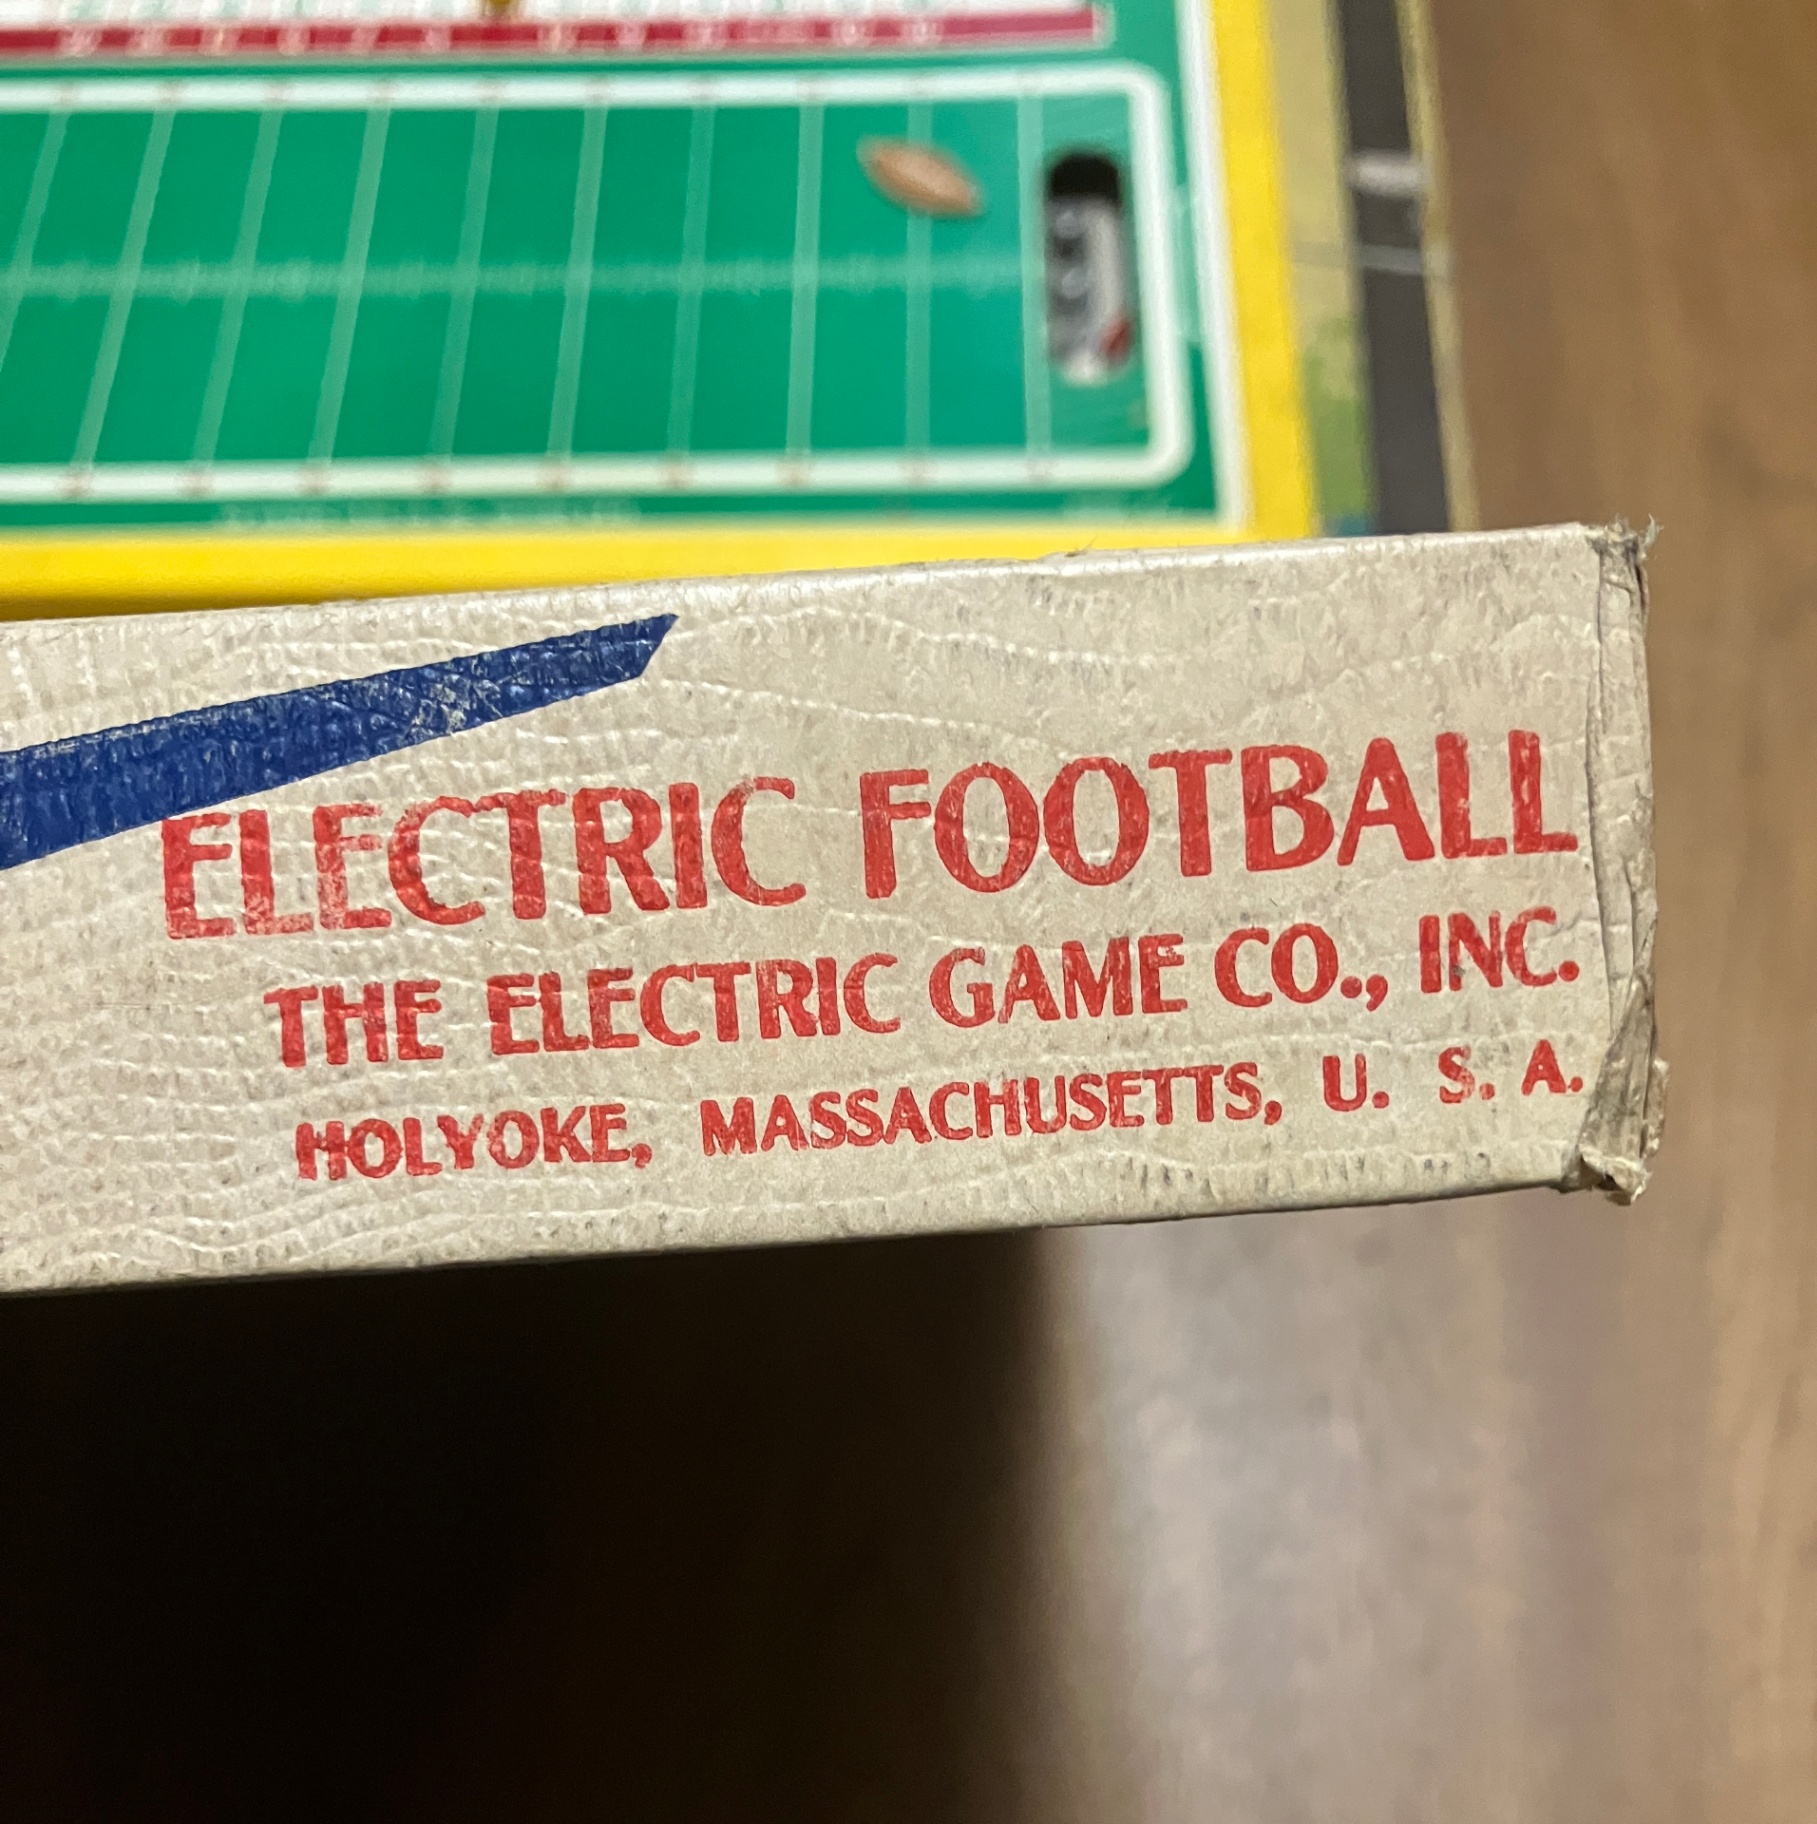 ELECTRIC FOOTBALL
THE ELECTRIC GAME CO., INC.
HOLYOKE, MASSACHUSETTS, U. S. A.